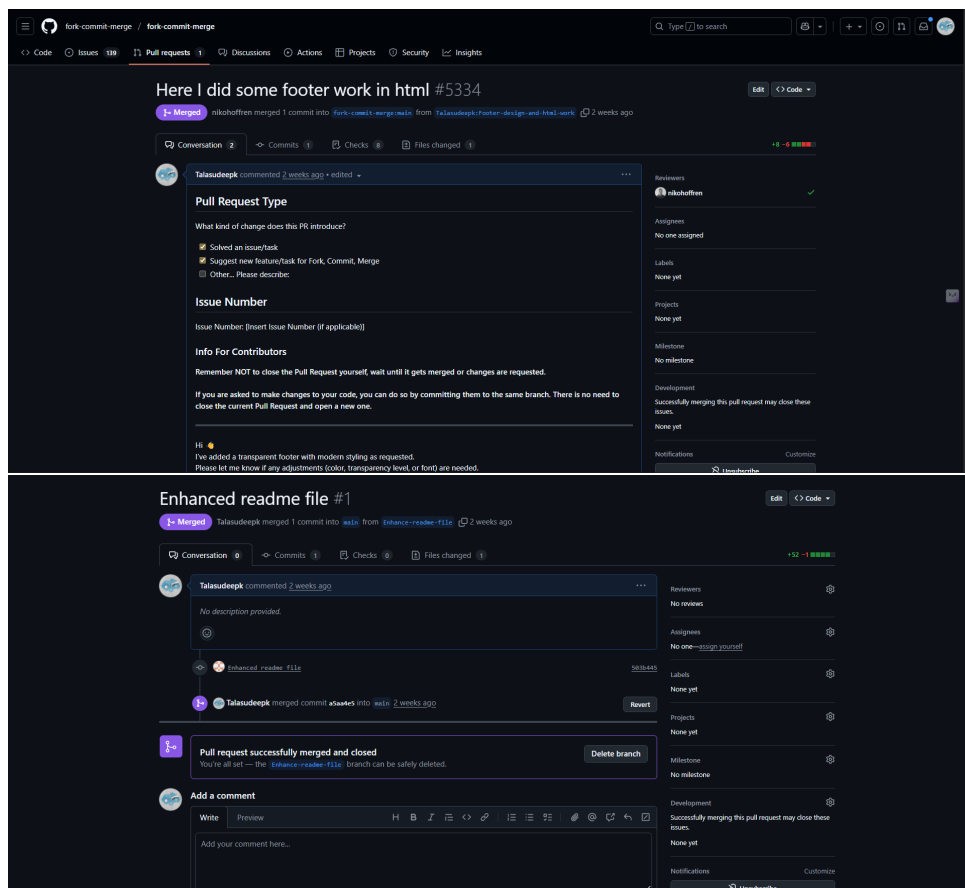 fork-commit-merge / fork-commit-merge
Type / to search
Code
Issues 139
Pull requests 1
Discussions
Actions
Projects
Security
Insights
Here I did some footer work in html #5334
Edit
Code
Merged
nikohoffren merged 1 commit into fork-commit-merge:main from Talasudeepk:Footer-design-and-html-work 2 weeks ago
Conversation 2
Commits 1
Checks 8
Files changed 1
+8 −6
Talasudeepk commented 2 weeks ago • edited
Pull Request Type
What kind of change does this PR introduce?
Solved an issue/task
Suggest new feature/task for Fork, Commit, Merge
Other... Please describe:
Issue Number
Issue Number: [Insert Issue Number (if applicable)]
Info For Contributors
Remember NOT to close the Pull Request yourself, wait until it gets merged or changes are requested.
If you are asked to make changes to your code, you can do so by committing them to the same branch. There is no need to
close the current Pull Request and open a new one.
Hi 👋
I've added a transparent footer with modern styling as requested.
Please let me know if any adjustments (color, transparency level, or font) are needed.
Reviewers
nikohoffren
Assignees
No one assigned
Labels
None yet
Projects
None yet
Milestone
No milestone
Development
Successfully merging this pull request may close these
issues.
None yet
Notifications
Customize
Unsubscribe
Enhanced readme file #1
Edit
Code
Merged
Talasudeepk merged 1 commit into main from Enhance-readme-file 2 weeks ago
Conversation 0
Commits 1
Checks 0
Files changed 1
+52 −1
Talasudeepk commented 2 weeks ago
No description provided.
Enhanced readme file
503b445
Talasudeepk merged commit a5aa4e5 into main 2 weeks ago
Revert
Pull request successfully merged and closed
You're all set — the Enhance-readme-file branch can be safely deleted.
Delete branch
Add a comment
Write
Preview
Add your comment here...
Reviewers
No reviews
Assignees
No one—assign yourself
Labels
None yet
Projects
None yet
Milestone
No milestone
Development
Successfully merging this pull request may close these
issues.
None yet
Notifications
Customize
Unsubscribe